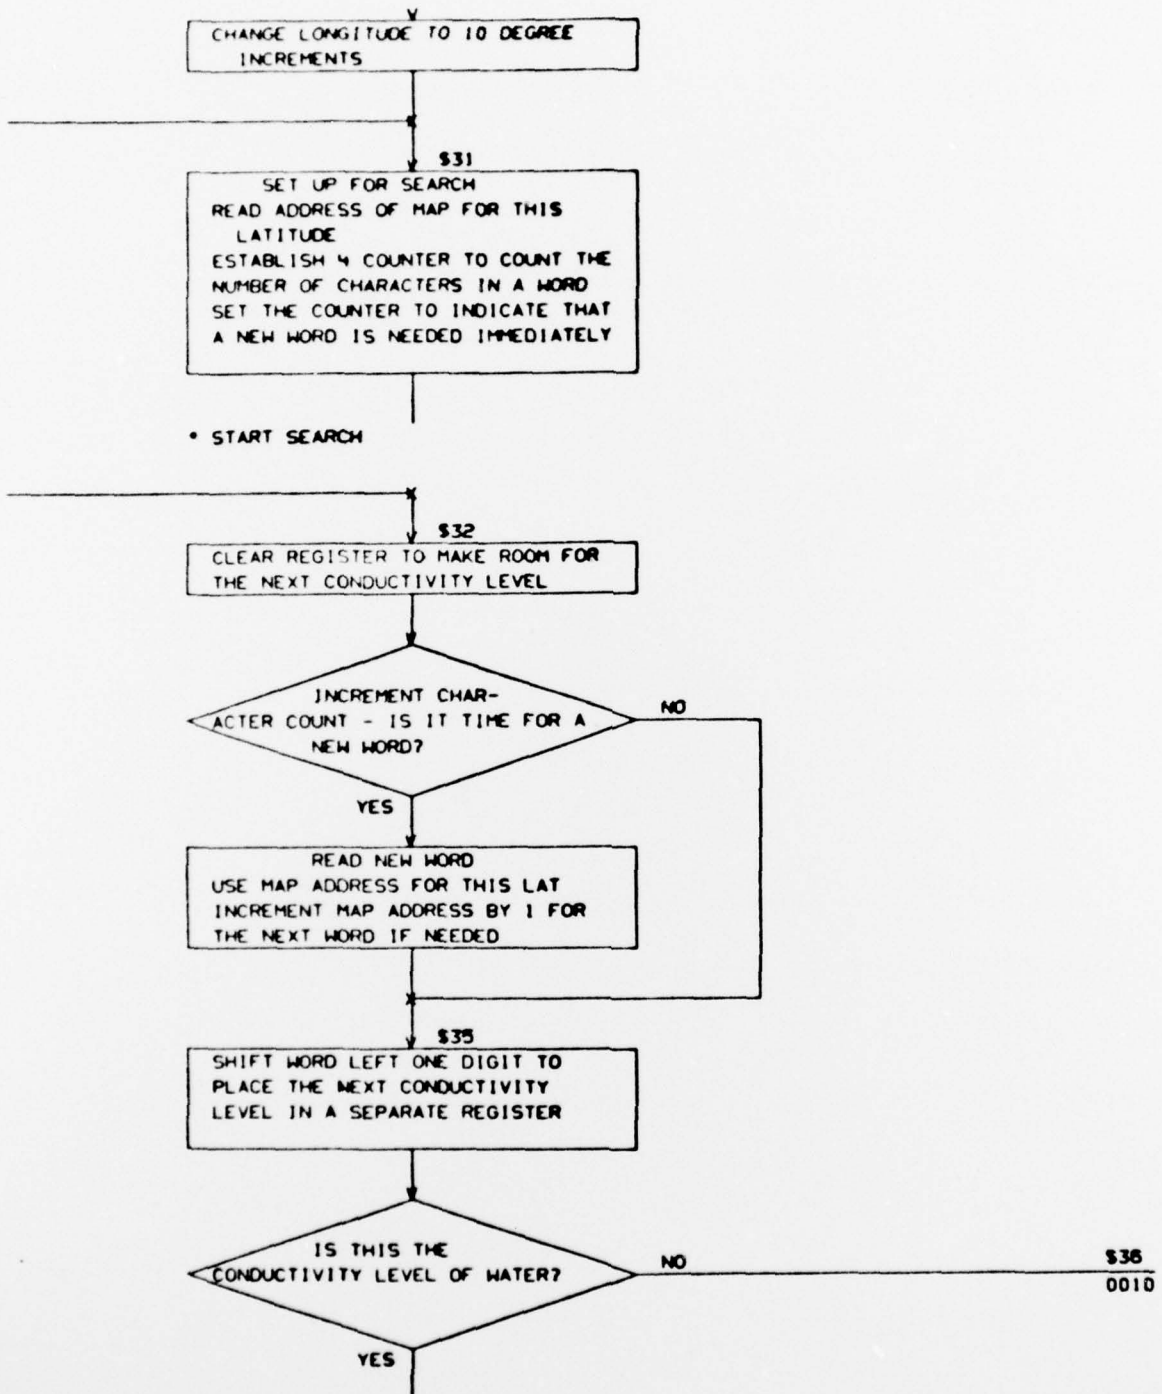 CHANGE LONGITUDE TO 10 DEGREE
INCREMENTS
$31
SET UP FOR SEARCH
READ ADDRESS OF MAP FOR THIS
LATITUDE
ESTABLISH 4 COUNTER TO COUNT THE
NUMBER OF CHARACTERS IN A WORD
SET THE COUNTER TO INDICATE THAT
A NEW WORD IS NEEDED IMMEDIATELY
• START SEARCH
$32
CLEAR REGISTER TO MAKE ROOM FOR
THE NEXT CONDUCTIVITY LEVEL
INCREMENT CHAR-
ACTER COUNT - IS IT TIME FOR A
NEW WORD?
NO
YES
READ NEW WORD
USE MAP ADDRESS FOR THIS LAT
INCREMENT MAP ADDRESS BY 1 FOR
THE NEXT WORD IF NEEDED
$35
SHIFT WORD LEFT ONE DIGIT TO
PLACE THE NEXT CONDUCTIVITY
LEVEL IN A SEPARATE REGISTER
IS THIS THE
CONDUCTIVITY LEVEL OF WATER?
NO
$36
0010
YES